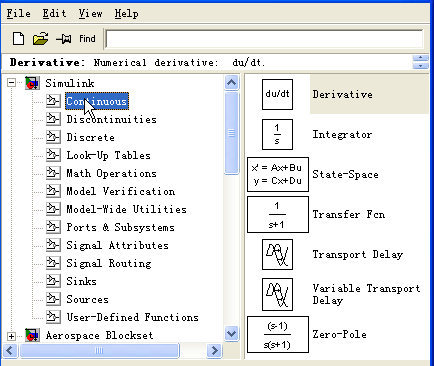 File Edit View Help
Find
Derivative: Numerical derivative: du/dt.
Simulink
Continuous
Discontinuities
Discrete
Look-Up Tables
Math Operations
Model Verification
Model-Wide Utilities
Ports & Subsystems
Signal Attributes
Signal Routing
Sinks
Sources
User-Defined Functions
Aerospace Blockset
du/dt Derivative
1
s
Integrator
x' = Ax+Bu
y = Cx+Du
State-Space
1
s+1
Transfer Fcn
Transport Delay
Variable Transport
Delay
(s-1)
s(s+1)
Zero-Pole